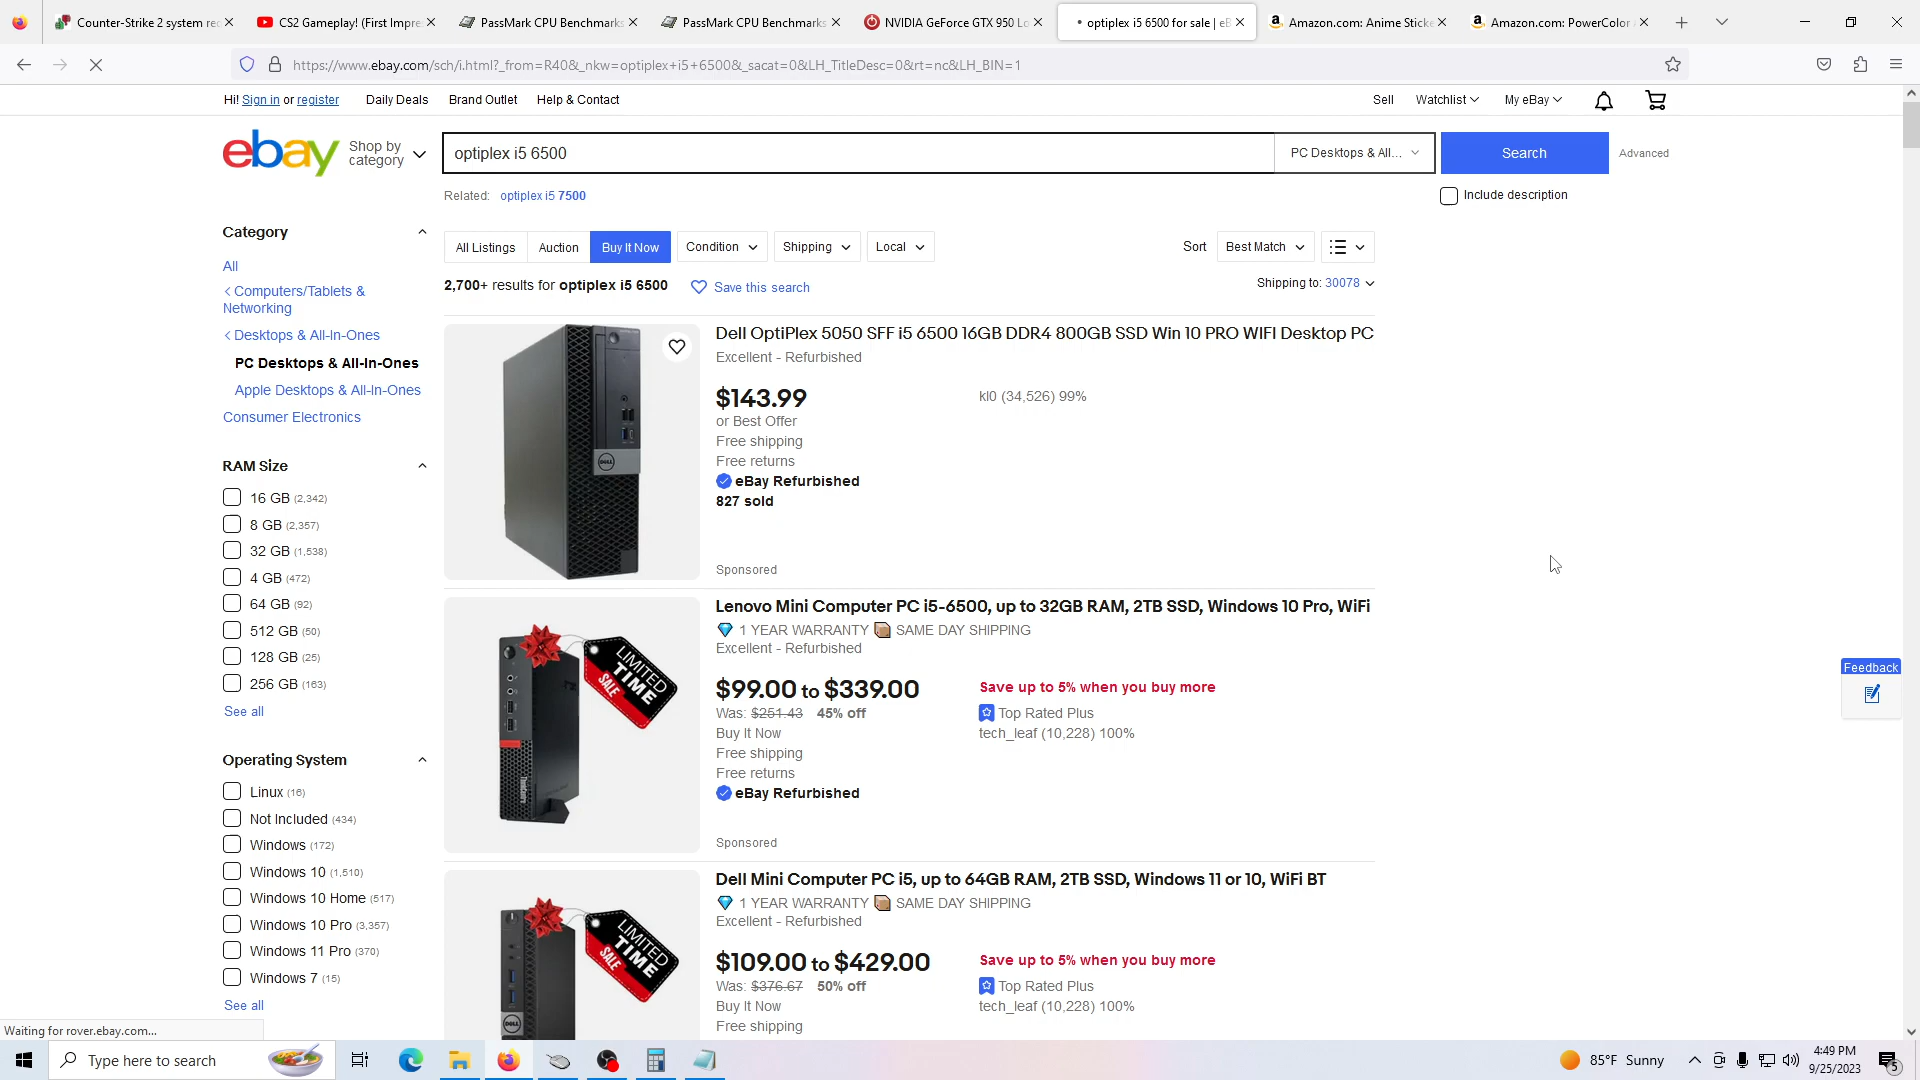 Counter-Strike 2 system rec
CS2 Gameplay! (First Impres
PassMark CPU Benchmarks
PassMark CPU Benchmarks
NVIDIA GeForce GTX 950 Lo
optiplex i5 6500 for sale | eB
Amazon.com: Anime Sticke
Amazon.com: PowerColor
https://www.ebay.com/sch/i.html?_from=R40&_nkw=optiplex+i5+6500&_sacat=0&LH_TitleDesc=0&rt=nc&LH_BIN=1
Hi! Sign in or register
Daily Deals
Brand Outlet
Help & Contact
Sell
Watchlist
My eBay
ebay
Shop by category
optiplex i5 6500
PC Desktops & All...
Search
Advanced
Related: optiplex i5 7500
Include description
Category
All
Computers/Tablets &
Networking
Desktops & All-In-Ones
PC Desktops & All-In-Ones
Apple Desktops & All-In-Ones
Consumer Electronics
RAM Size
16 GB (2,342)
8 GB (2,357)
32 GB (1,538)
4 GB (472)
64 GB (92)
512 GB (50)
128 GB (25)
256 GB (163)
See all
Operating System
Linux (16)
Not Included (434)
Windows (172)
Windows 10 (1,510)
Windows 10 Home (517)
Windows 10 Pro (3,357)
Windows 11 Pro (370)
Windows 7 (15)
See all
All Listings
Auction
Buy It Now
Condition
Shipping
Local
Sort
Best Match
2,700+ results for optiplex i5 6500
Save this search
Shipping to: 30078
Dell OptiPlex 5050 SFF i5 6500 16GB DDR4 800GB SSD Win 10 PRO WIFI Desktop PC
Excellent - Refurbished
$143.99
kl0 (34,526) 99%
or Best Offer
Free shipping
Free returns
eBay Refurbished
827 sold
Sponsored
DELL
Lenovo Mini Computer PC i5-6500, up to 32GB RAM, 2TB SSD, Windows 10 Pro, WiFi
1 YEAR WARRANTY SAME DAY SHIPPING
Excellent - Refurbished
$99.00 to $339.00
Save up to 5% when you buy more
Was: $251.43 45% off
Top Rated Plus
Buy It Now
tech_leaf (10,228) 100%
Free shipping
Free returns
eBay Refurbished
Sponsored
LIMITED
TIME
SALE
Dell Mini Computer PC i5, up to 64GB RAM, 2TB SSD, Windows 11 or 10, WiFi BT
1 YEAR WARRANTY SAME DAY SHIPPING
Excellent - Refurbished
$109.00 to $429.00
Save up to 5% when you buy more
Was: $376.67 50% off
Top Rated Plus
Buy It Now
tech_leaf (10,228) 100%
Free shipping
LIMITED
TIME
SALE
DELL
Feedback
Waiting for rover.ebay.com...
Type here to search
85°F Sunny
4:49 PM
9/25/2023
5